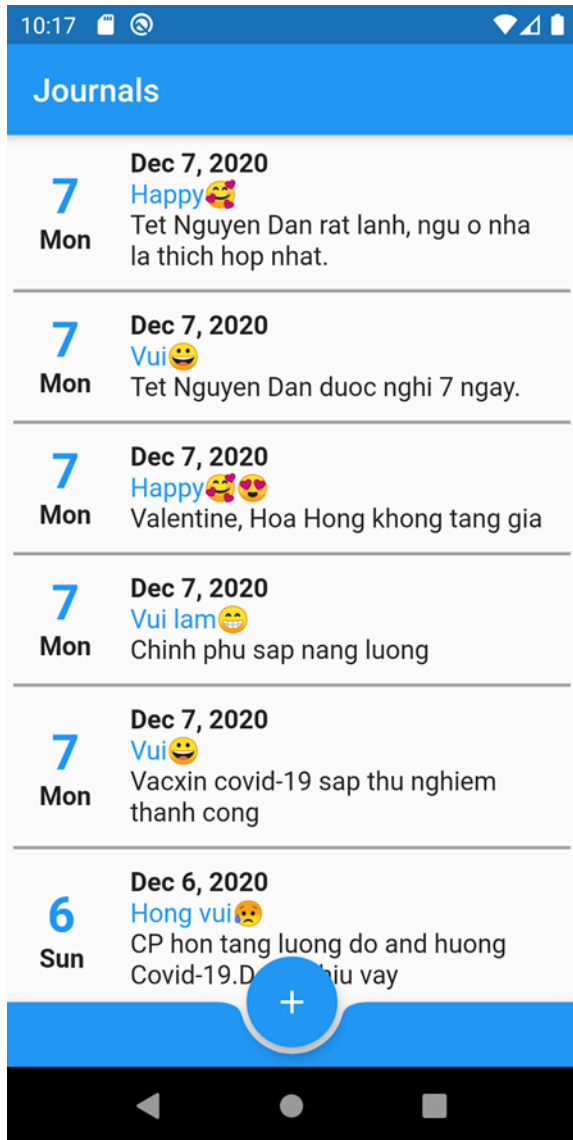 10:17
Journals
Dec 7, 2020
7
Happy🥰
Mon
Tet Nguyen Dan rat lanh, ngu o nha
la thich hop nhat.
Dec 7, 2020
7
Vui😀
Mon
Tet Nguyen Dan duoc nghi 7 ngay.
Dec 7, 2020
7
Happy🥰😍
Mon
Valentine, Hoa Hong khong tang gia
Dec 7, 2020
7
Vui lam😁
Mon
Chinh phu sap nang luong
Dec 7, 2020
7
Vui😀
Mon
Vacxin covid-19 sap thu nghiem
thanh cong
Dec 6, 2020
6
Hong vui😥
Sun
CP hon tang luong do and huong
Covid-19.D hiu vay
+